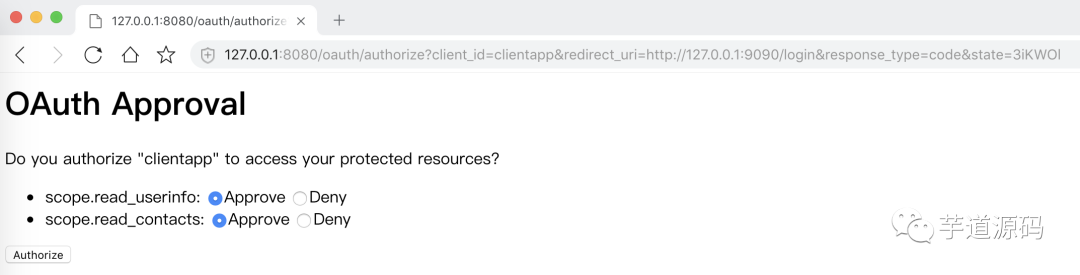 127.0.0.1:8080/oauth/authorize
127.0.0.1:8080/oauth/authorize?client_id=clientapp&redirect_uri=http://127.0.0.1:9090/login&response_type=code&state=3iKWOl
OAuth Approval
Do you authorize "clientapp" to access your protected resources?
• scope.read_userinfo: Approve Deny
• scope.read_contacts: Approve Deny
Authorize
芋道源码